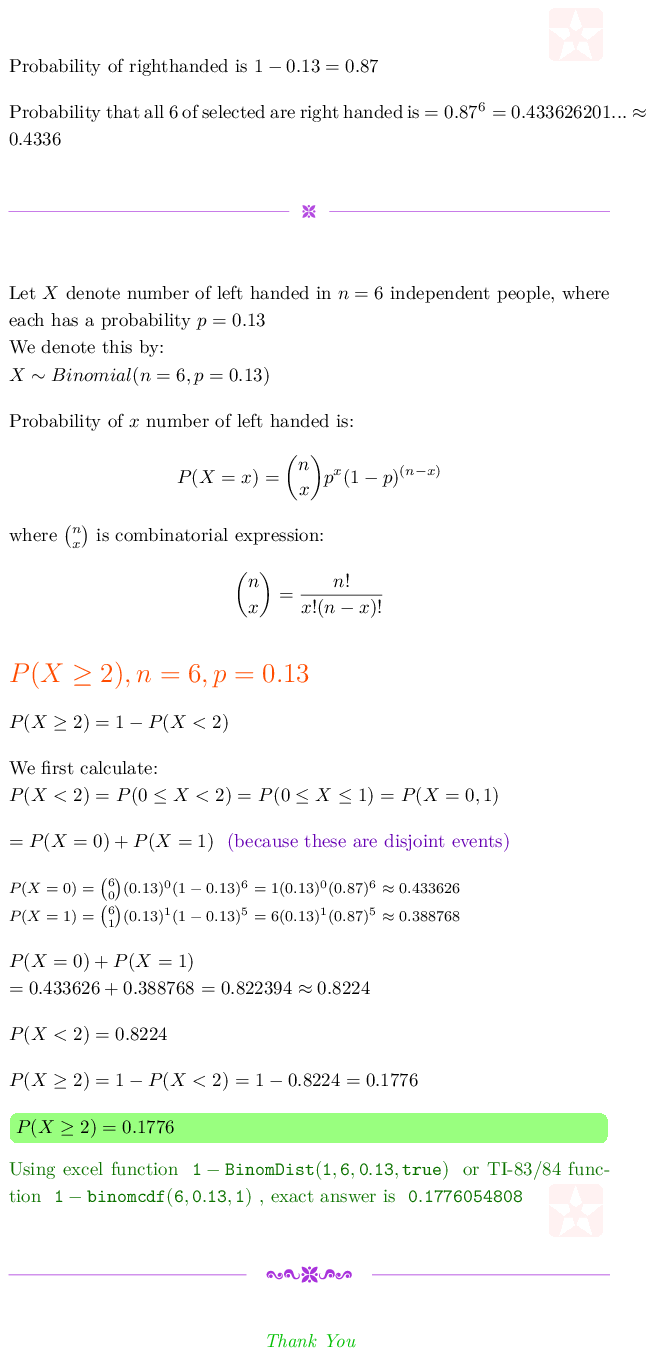 Probability of righthanded is 1 − 0.13 = 0.87
Probability that all 6 of selected are right handed is = 0.87⁶ = 0.433626201... ≈
0.4336
Let X denote number of left handed in n = 6 independent people, where
each has a probability p = 0.13
We denote this by:
X ∼ Binomial(n = 6, p = 0.13)
Probability of x number of left handed is:
P(X = x) = (n x) pˣ(1 − p)⁽ⁿ⁻ˣ⁾
where (n x) is combinatorial expression:
(n x) = n! / x!(n − x)!
P(X ≥ 2), n = 6, p = 0.13
P(X ≥ 2) = 1 − P(X < 2)
We first calculate:
P(X < 2) = P(0 ≤ X < 2) = P(0 ≤ X ≤ 1) = P(X = 0, 1)
= P(X = 0) + P(X = 1) (because these are disjoint events)
P(X = 0) = (6 0)(0.13)⁰(1 − 0.13)⁶ = 1(0.13)⁰(0.87)⁶ ≈ 0.433626
P(X = 1) = (6 1)(0.13)¹(1 − 0.13)⁵ = 6(0.13)¹(0.87)⁵ ≈ 0.388768
P(X = 0) + P(X = 1)
= 0.433626 + 0.388768 = 0.822394 ≈ 0.8224
P(X < 2) = 0.8224
P(X ≥ 2) = 1 − P(X < 2) = 1 − 0.8224 = 0.1776
P(X ≥ 2) = 0.1776
Using excel function 1 − BinomDist(1, 6, 0.13, true) or TI-83/84 func-
tion 1 − binomcdf(6, 0.13, 1) , exact answer is 0.1776054808
Thank You